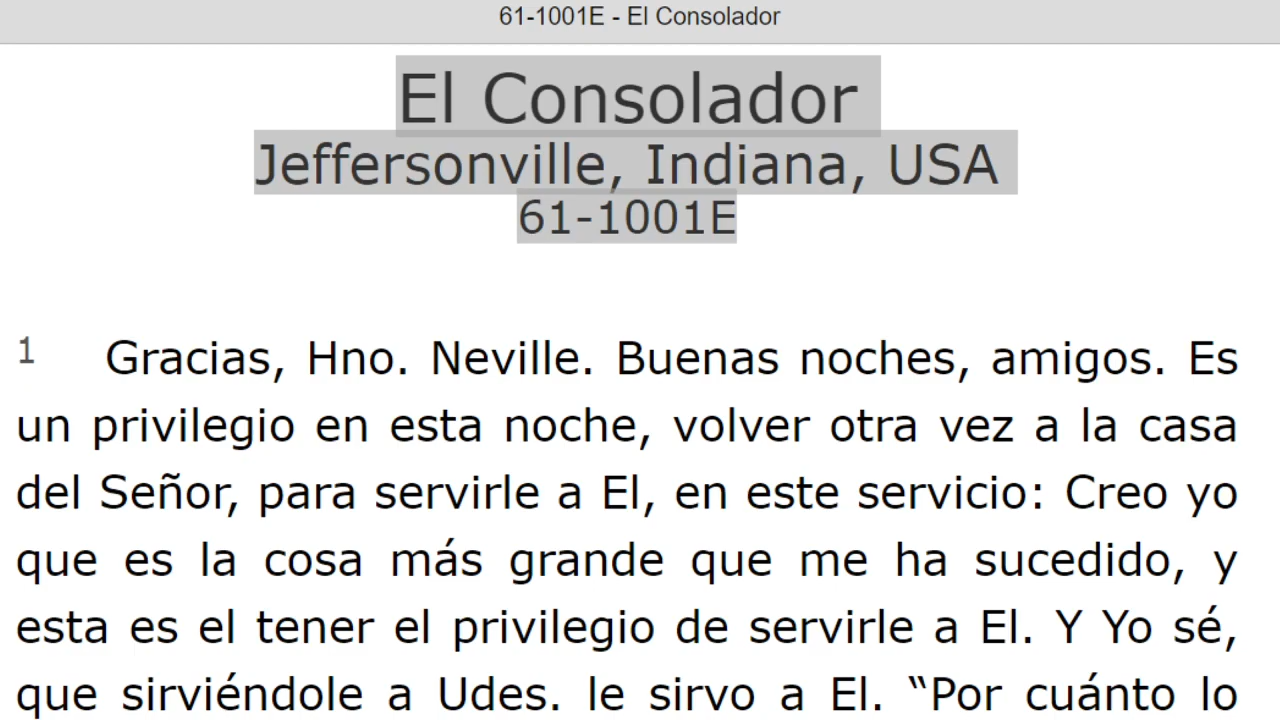 61-1001E - El Consolador
El Consolador
Jeffersonville, Indiana, USA
61-1001E
1 Gracias, Hno. Neville. Buenas noches, amigos. Es
un privilegio en esta noche, volver otra vez a la casa
del Señor, para servirle a El, en este servicio: Creo yo
que es la cosa más grande que me ha sucedido, y
esta es el tener el privilegio de servirle a El. Y Yo sé,
que sirviéndole a Udes. le sirvo a El. “Por cuánto lo